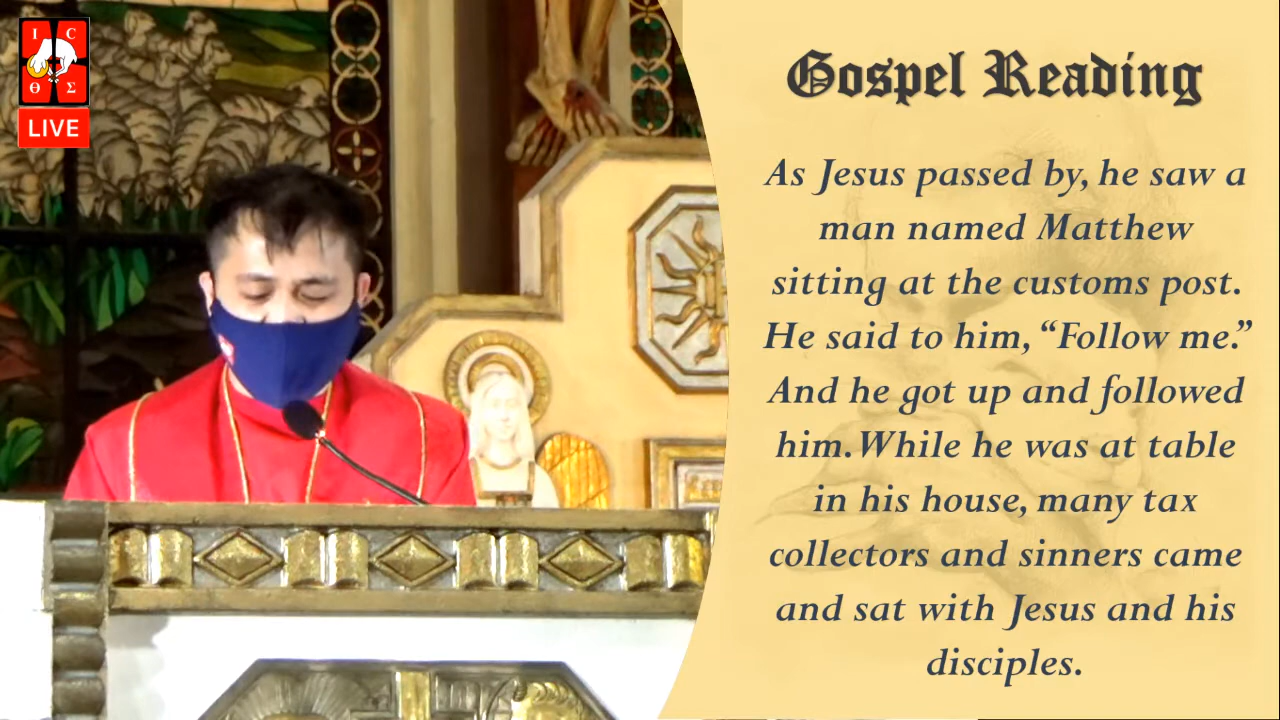 I C
Θ Σ
LIVE
Gospel Reading
As Jesus passed by, he saw a
man named Matthew
sitting at the customs post.
He said to him, “Follow me.”
And he got up and followed
him.While he was at table
in his house, many tax
collectors and sinners came
and sat with Jesus and his
disciples.